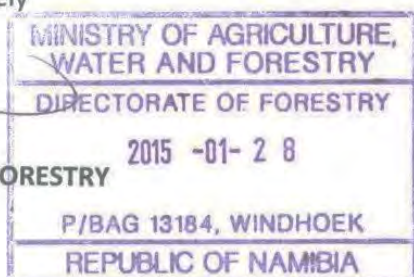 ely
MINISTRY OF AGRICULTURE,
WATER AND FORESTRY
DIRECTORATE OF FORESTRY
2015 -01- 2 8
ORESTRY
P/BAG 13184, WINDHOEK
REPUBLIC OF NAMIBIA